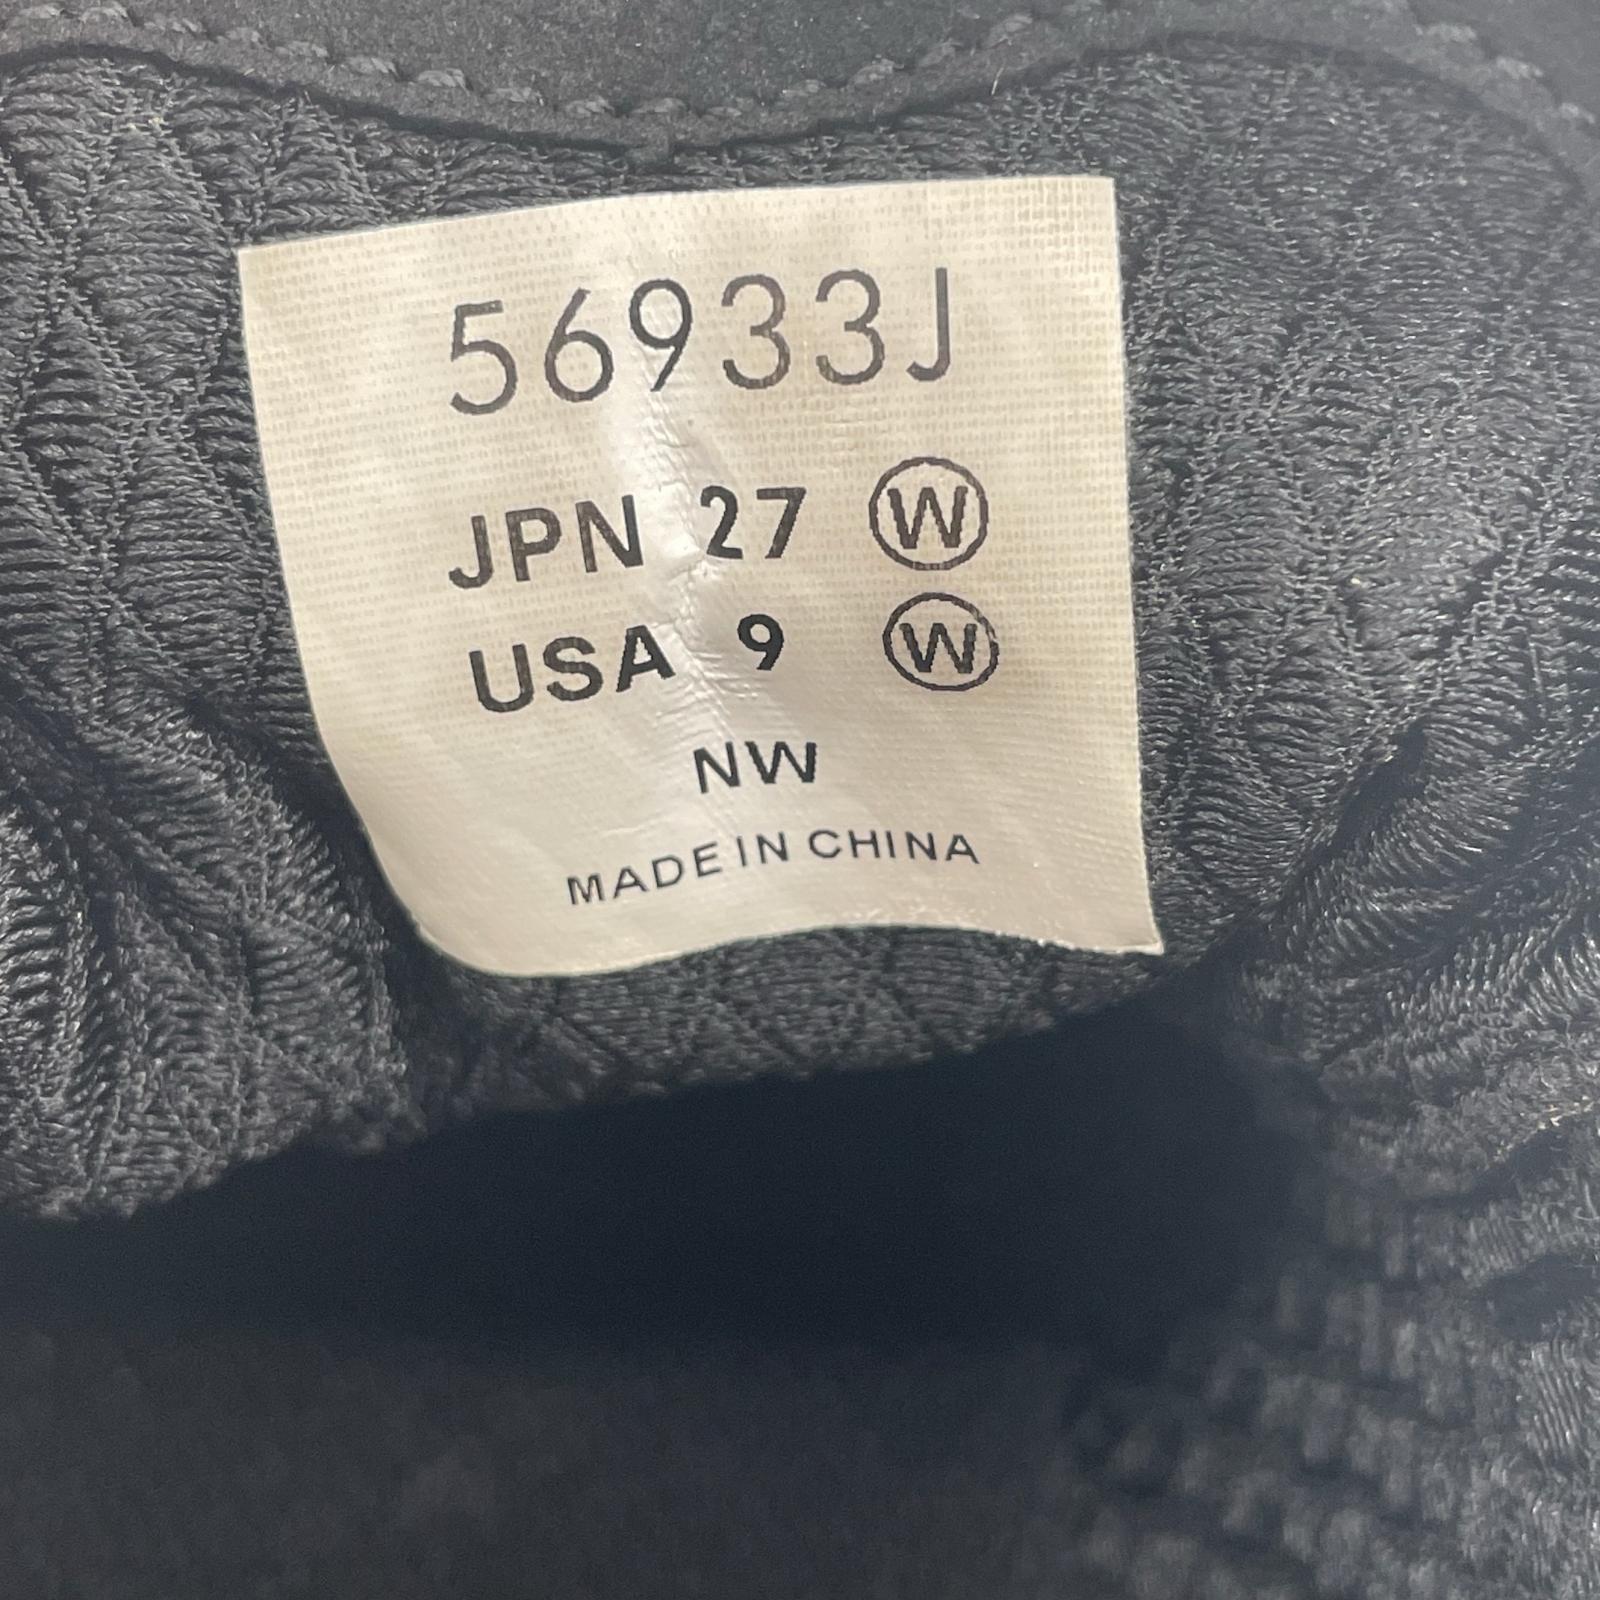 56933J
JPN 27 Ⓦ
USA 9 Ⓦ
NW
MADE IN CHINA